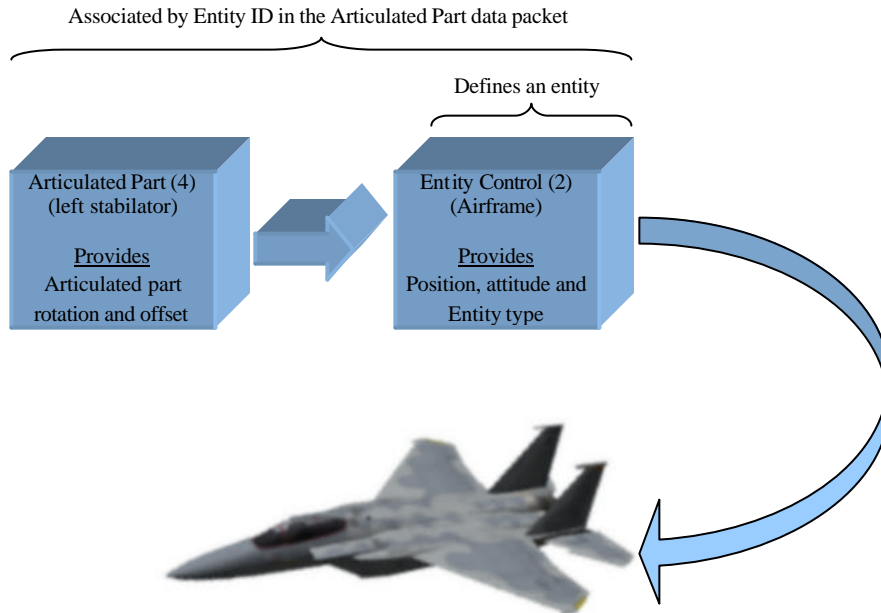 Associated by Entity ID in the Articulated Part data packet
Defines an entity
Articulated Part (4)
(left stabilator)
Provides
Articulated part
rotation and offset
Entity Control (2)
(Airframe)
Provides
Position, attitude and
Entity type